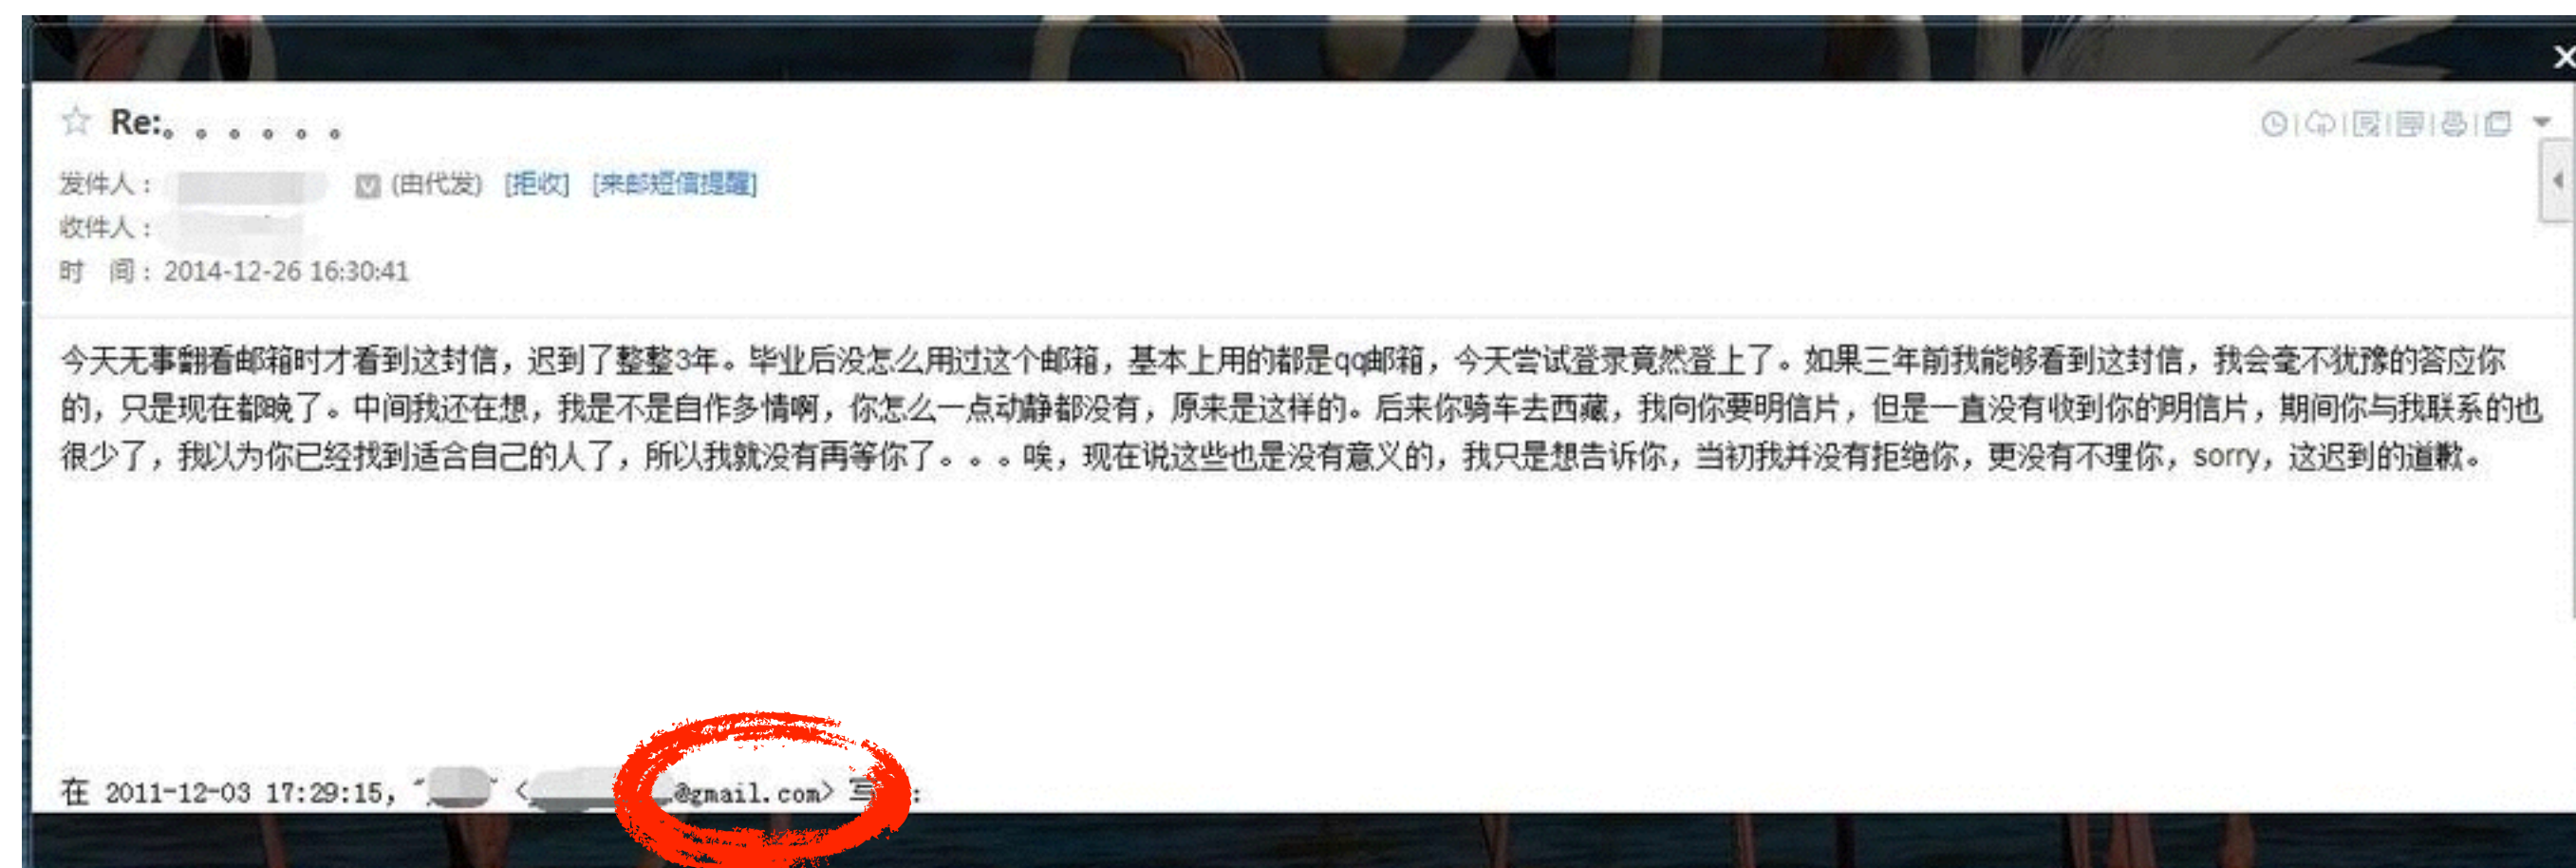 Re:。。。。。。
发件人：
(由代发) [拒收] [来邮短信提醒]
收件人：
时 间：2014-12-26 16:30:41
今天无事翻看邮箱时才看到这封信，迟到了整整3年。毕业后没怎么用过这个邮箱，基本上用的都是qq邮箱，今天尝试登录竟然登上了。如果三年前我能够看到这封信，我会毫不犹豫的答应你
的，只是现在都晚了。中间我还在想，我是不是自作多情啊，你怎么一点动静都没有，原来是这样的。后来你骑车去西藏，我向你要明信片，但是一直没有收到你的明信片，期间你与我联系的也
很少了，我以为你已经找到适合自己的人了，所以我就没有再等你了。。。唉，现在说这些也是没有意义的，我只是想告诉你，当初我并没有拒绝你，更没有不理你，sorry，这迟到的道歉。
在 2011-12-03 17:29:15, @gmail.com> 写: